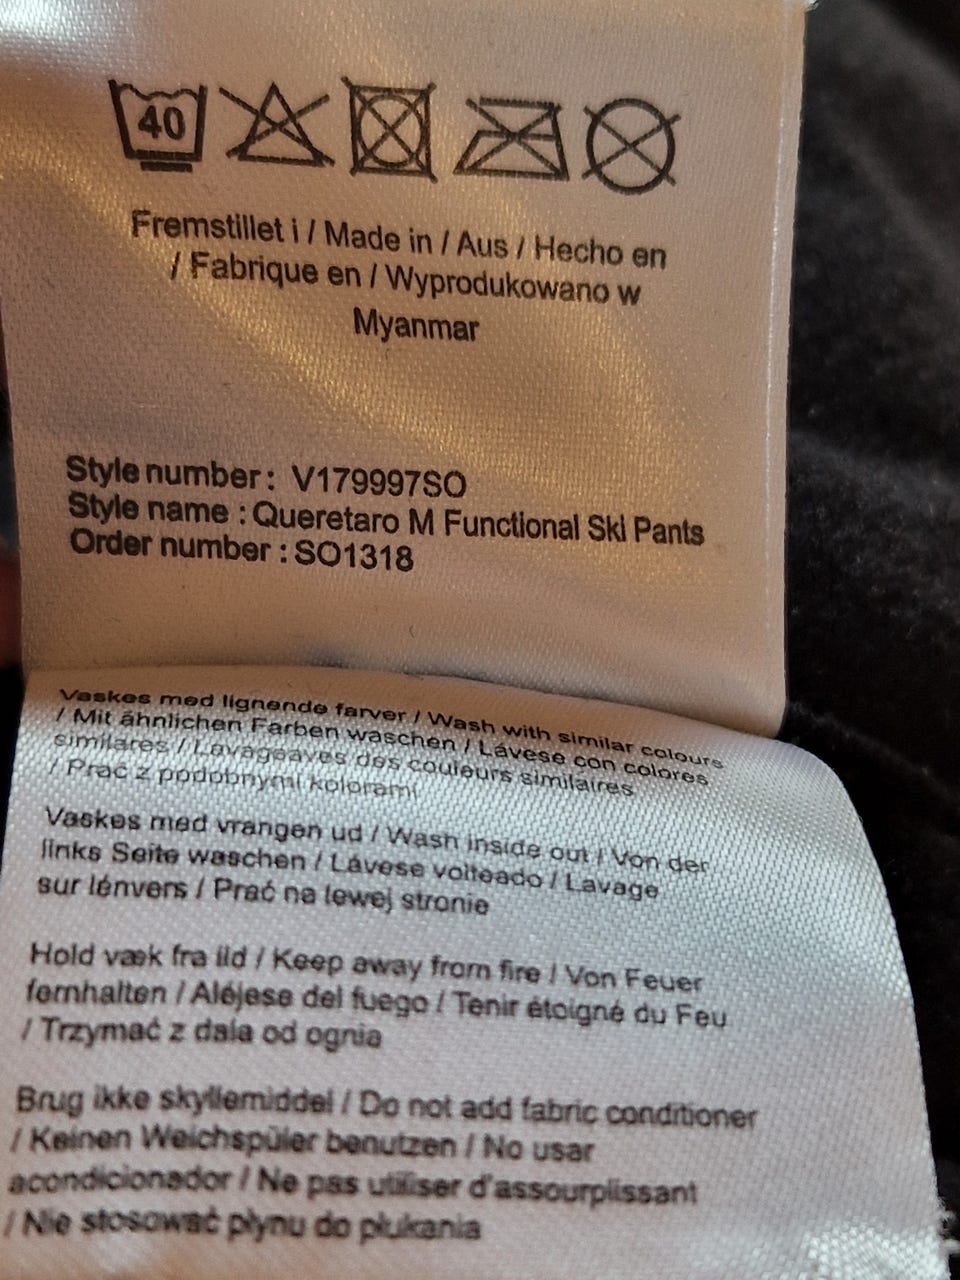 40
Fremstillet i / Made in / Aus / Hecho en
/ Fabrique en / Wyprodukowano w
Myanmar
Style number : V179997SO
Style name : Queretaro M Functional Ski Pants
Order number : SO1318
Vaskes med lignende farver / Wash with similar colours
/ Mit ähnlichen Farben waschen / Lávese con colores
similares / Lavageaves des couleurs similaires
/ Prać z podobnymi kolorami
Vaskes med vrangen ud / Wash inside out / Von der
links Seite waschen / Lávese volteado / Lavage
sur lénvers / Prać na lewej stronie
Hold væk fra ild / Keep away from fire / Von Feuer
fernhalten / Aléjese del fuego / Tenir étoigné du Feu
/ Trzymać z dala od ognia
Brug ikke skyllemiddel / Do not add fabric conditioner
/ Keinen Weichspüler benutzen / No usar
acondicionador / Ne pas utiliser d'assourplissant
/ Nie stosować płynu do płukania